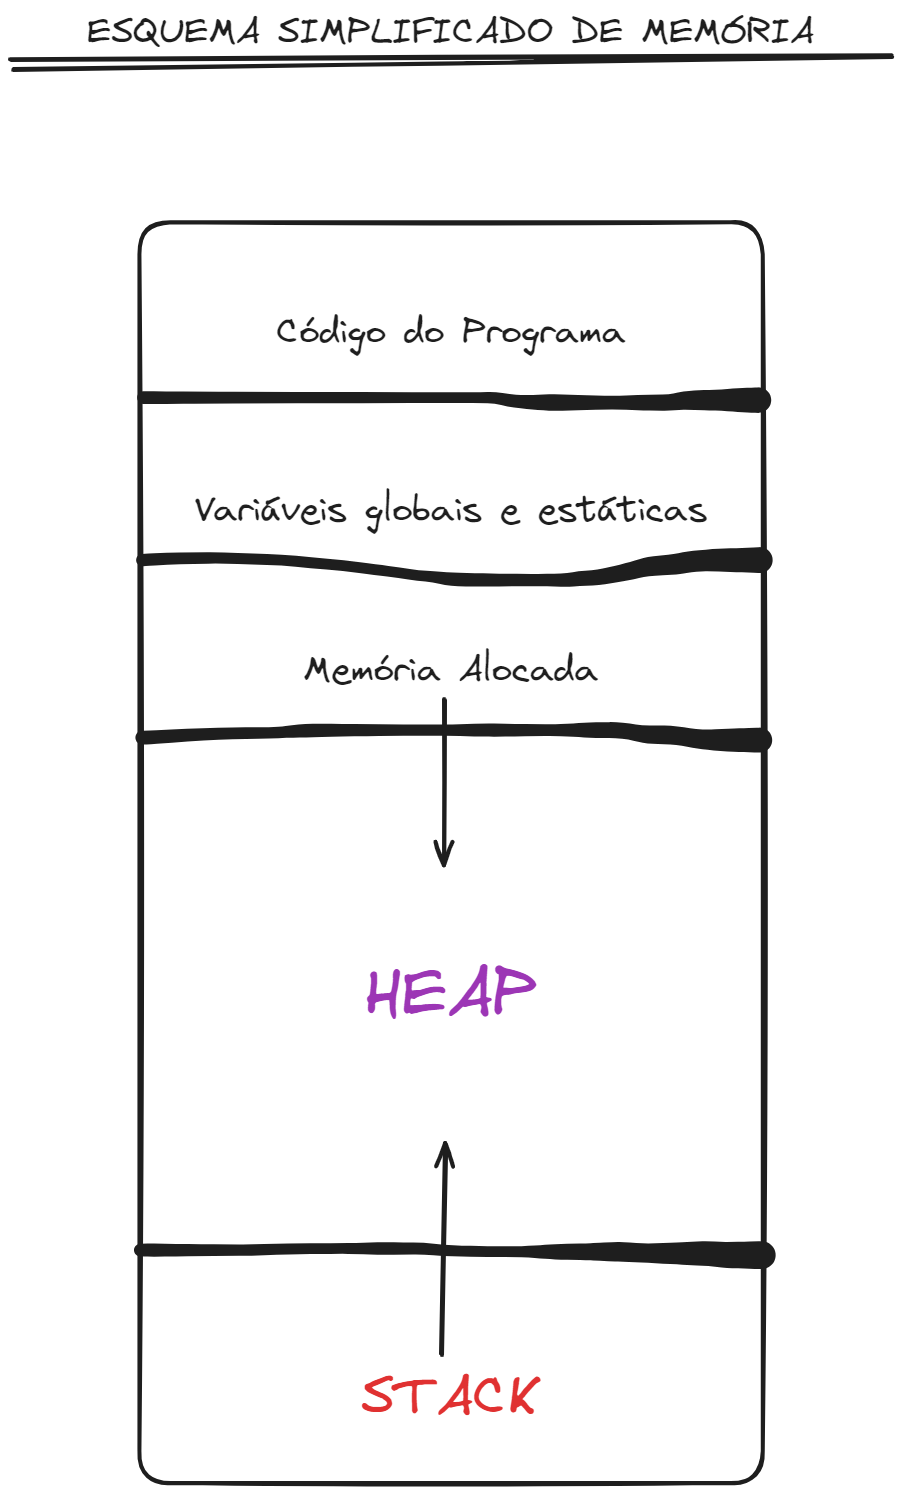 ESQUEMA SIMPLIFICADO DE MEMÓRIA
Código do Programa
Variáveis globais e estáticas
Memória Alocada
HEAP
STACK